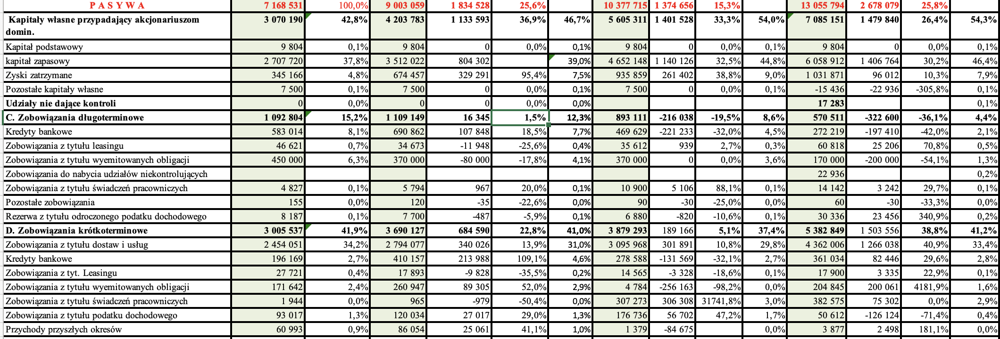 P A S Y W A 7 168 531 100,0% 9 003 059 1 834 528 25,6% 10 377 715 1 374 656 15,3% 13 055 794 2 678 079 25,8%
Kapitały własne przypadający akcjonariuszom 3 070 190 42,8% 4 203 783 1 133 593 36,9% 46,7% 5 605 311 1 401 528 33,3% 54,0% 7 085 151 1 479 840 26,4% 54,3%
domin.
Kapitał podstawowy 9 804 0,1% 9 804 0 0,0% 0,1% 9 804 0 0,0% 0,1% 9 804 0 0,0% 0,1%
kapitał zapasowy 2 707 720 37,8% 3 512 022 804 302 39,0% 4 652 148 1 140 126 32,5% 44,8% 6 058 912 1 406 764 30,2% 46,4%
Zyski zatrzymane 345 166 4,8% 674 457 329 291 95,4% 7,5% 935 859 261 402 38,8% 9,0% 1 031 871 96 012 10,3% 7,9%
Pozostałe kapitały własne 7 500 0,1% 7 500 0 0,0% 0,1% 7 500 0 0,0% 0,1% -15 436 -22 936 -305,8% 0,1%
Udziały nie dające kontroli 0 0,0% 0 0 0,0% 0,0% 17 283 0,1%
C. Zobowiązania długoterminowe 1 092 804 15,2% 1 109 149 16 345 1,5% 12,3% 893 111 -216 038 -19,5% 8,6% 570 511 -322 600 -36,1% 4,4%
Kredyty bankowe 583 014 8,1% 690 862 107 848 18,5% 7,7% 469 629 -221 233 -32,0% 4,5% 272 219 -197 410 -42,0% 2,1%
Zobowiązania z tytułu leasingu 46 621 0,7% 34 673 -11 948 -25,6% 0,4% 35 612 939 2,7% 0,3% 60 818 25 206 70,8% 0,5%
Zobowiązania z tytułu wyemitowanych obligacji 450 000 6,3% 370 000 -80 000 -17,8% 4,1% 370 000 0 0,0% 3,6% 170 000 -200 000 -54,1% 1,3%
Zobowiązania do nabycia udziałów niekontrolujących 22 936 0,2%
Zobowiązania z tytułu świadczeń pracowniczych 4 827 0,1% 5 794 967 20,0% 0,1% 10 900 5 106 88,1% 0,1% 14 142 3 242 29,7% 0,1%
Pozostałe zobowiązania 155 0,0% 120 -35 -22,6% 0,0% 90 -30 -25,0% 0,0% 60 -30 -33,3% 0,0%
Rezerwa z tytułu odroczonego podatku dochodowego 8 187 0,1% 7 700 -487 -5,9% 0,1% 6 880 -820 -10,6% 0,1% 30 336 23 456 340,9% 0,2%
D. Zobowiązania krótkoterminowe 3 005 537 41,9% 3 690 127 684 590 22,8% 41,0% 3 879 293 189 166 5,1% 37,4% 5 382 849 1 503 556 38,8% 41,2%
Zobowiązania z tytułu dostaw i usług 2 454 051 34,2% 2 794 077 340 026 13,9% 31,0% 3 095 968 301 891 10,8% 29,8% 4 362 006 1 266 038 40,9% 33,4%
Kredyty bankowe 196 169 2,7% 410 157 213 988 109,1% 4,6% 278 588 -131 569 -32,1% 2,7% 361 034 82 446 29,6% 2,8%
Zobowiązania z tyt. Leasingu 27 721 0,4% 17 893 -9 828 -35,5% 0,2% 14 565 -3 328 -18,6% 0,1% 17 900 3 335 22,9% 0,1%
Zobowiązania z tytułu wyemitowanych obligacji 171 642 2,4% 260 947 89 305 52,0% 2,9% 4 784 -256 163 -98,2% 0,0% 204 845 200 061 4181,9% 1,6%
Zobowiązania z tytułu świadczeń pracowniczych 1 944 0,0% 965 -979 -50,4% 0,0% 307 273 306 308 31741,8% 3,0% 382 575 75 302 0,0% 2,9%
Zobowiązania z tytułu podatku dochodowego 93 017 1,3% 120 034 27 017 29,0% 1,3% 176 736 56 702 47,2% 1,7% 50 612 -126 124 -71,4% 0,4%
Przychody przyszłych okresów 60 993 0,9% 86 054 25 061 41,1% 1,0% 1 379 -84 675 0,0% 3 877 2 498 181,1% 0,0%